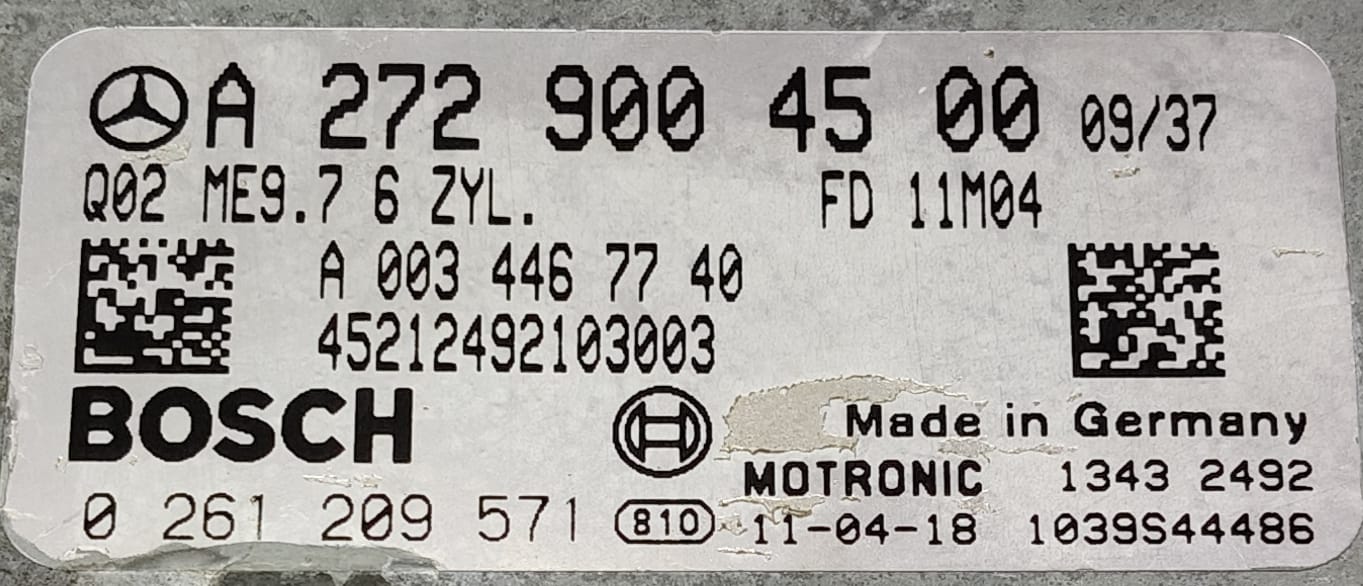 A 272 900 45 00 09/37
Q02 ME9.7 6 ZYL. FD 11M04
A 003 446 77 40
45212492103003
BOSCH Made in Germany
MOTRONIC 1343 2492
0 261 209 571 810 11-04-18 1039S44486